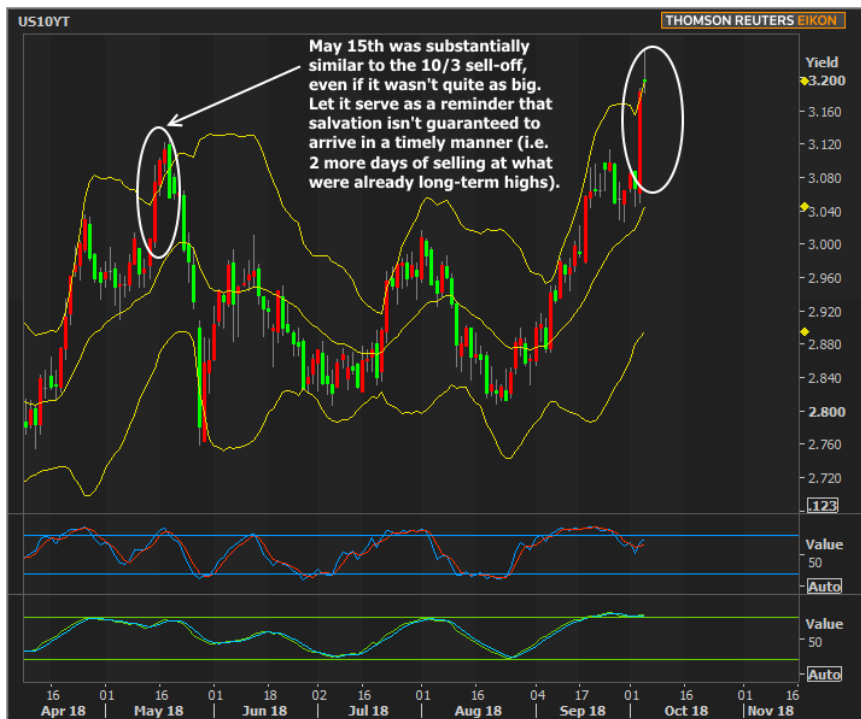 US10YT
THOMSON REUTERS EIKON
May 15th was substantially
similar to the 10/3 sell-off,
even if it wasn't quite as big.
Let it serve as a reminder that
salvation isn't guaranteed to
arrive in a timely manner (i.e.
2 more days of selling at what
were already long-term highs).
Yield
3.200
3.160
3.120
3.080
3.040
3.000
2.960
2.920
2.880
2.840
2.800
2.760
2.720
.123
Value
50
Auto
Value
50
Auto
16 01 16 01 18 02 16 01 16 04 17 01 16 01 16
Apr 18 May 18 Jun 18 Jul 18 Aug 18 Sep 18 Oct 18 Nov 18